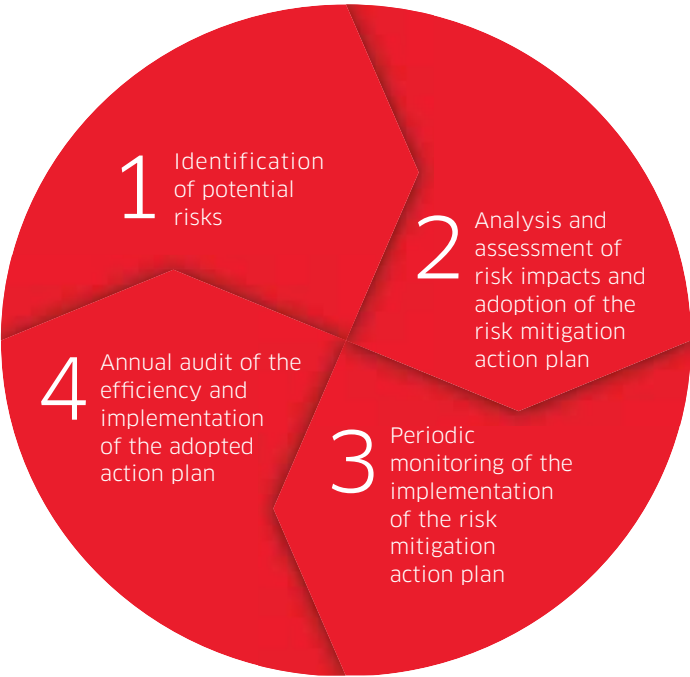 1
Identification
of potential
risks
2
Analysis and
assessment of
risk impacts and
adoption of the
risk mitigation
action plan
3
Periodic
monitoring of the
implementation
of the risk
mitigation
action plan
4
Annual audit of the
efficiency and
implementation
of the adopted
action plan